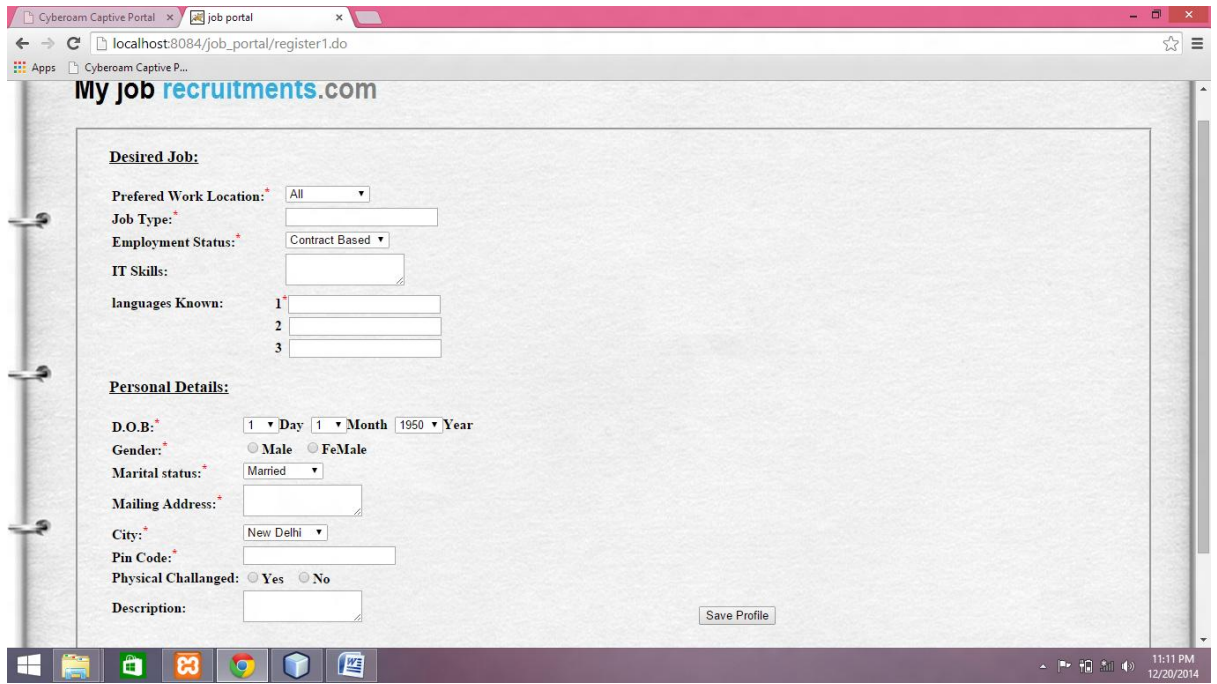 Cyberoam Captive Portal
job portal
localhost:8084/job_portal/register1.do
Apps Cyberoam Captive P...
My job recruitments.com
Desired Job:
Prefered Work Location:* All
Job Type:*
Employment Status:* Contract Based
IT Skills:
languages Known: 1*
2
3
Personal Details:
D.O.B:* 1 Day 1 Month 1950 Year
Gender:* Male FeMale
Marital status:* Married
Mailing Address:*
City:* New Delhi
Pin Code:*
Physical Challanged: Yes No
Description:
Save Profile
11:11 PM
12/20/2014